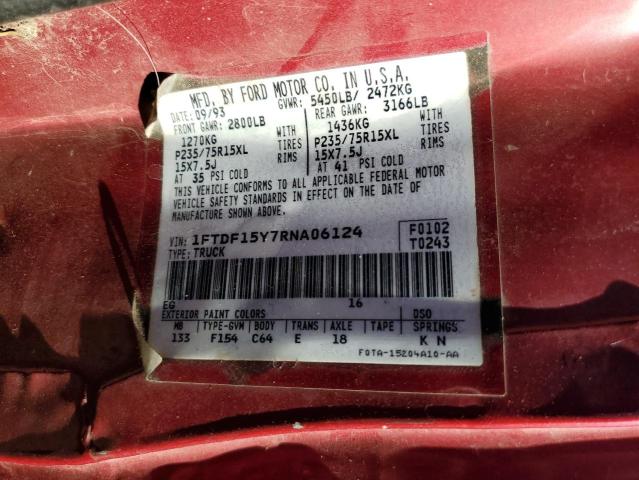 MFD. BY FORD MOTOR CO. IN U.S.A.
DATE: 09/93 GVWR: 5450LB/ 2472KG
FRONT GAWR: 2800LB REAR GAWR: 3166LB
1270KG WITH 1436KG WITH
P235/75R15XL TIRES P235/75R15XL TIRES
15X7.5J RIMS 15X7.5J RIMS
AT 35 PSI COLD AT 41 PSI COLD
THIS VEHICLE CONFORMS TO ALL APPLICABLE FEDERAL MOTOR
VEHICLE SAFETY STANDARDS IN EFFECT ON THE DATE OF
MANUFACTURE SHOWN ABOVE.
VIN: 1FTDF15Y7RNA06124 F0102
TYPE: TRUCK T0243
EG 16
EXTERIOR PAINT COLORS DSO
WB TYPE-GVM BODY TRANS AXLE TAPE SPRINGS
133 F154 C64 E 18 K N
F0TA-15204A10-AA